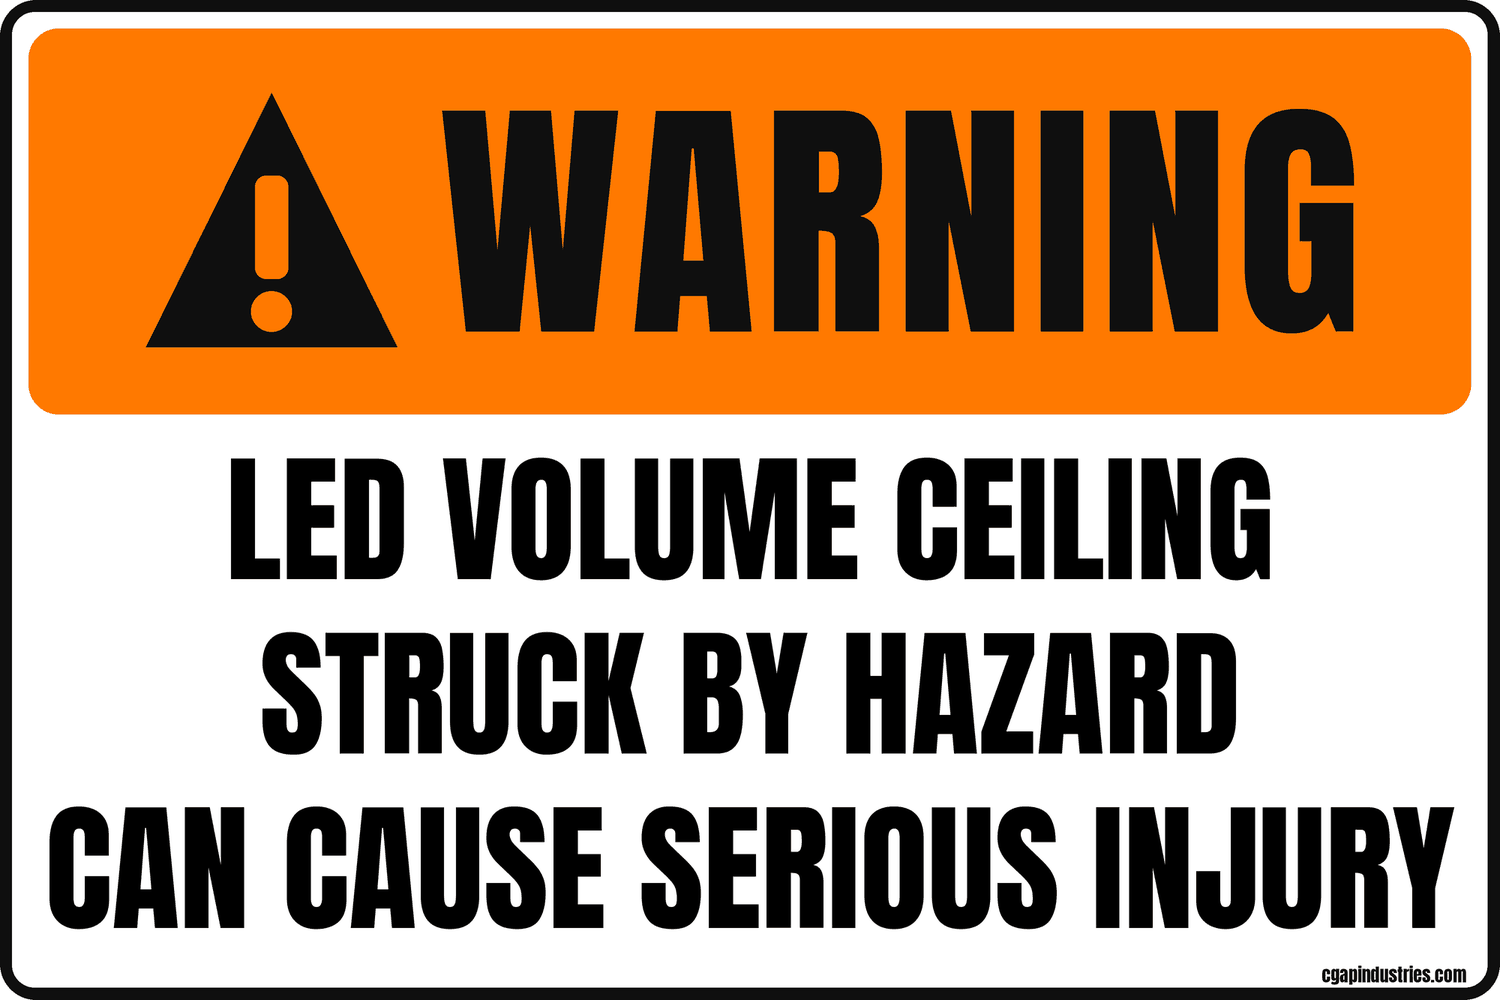 WARNING
LED VOLUME CEILING
STRUCK BY HAZARD
CAN CAUSE SERIOUS INJURY
cgapindustries.com